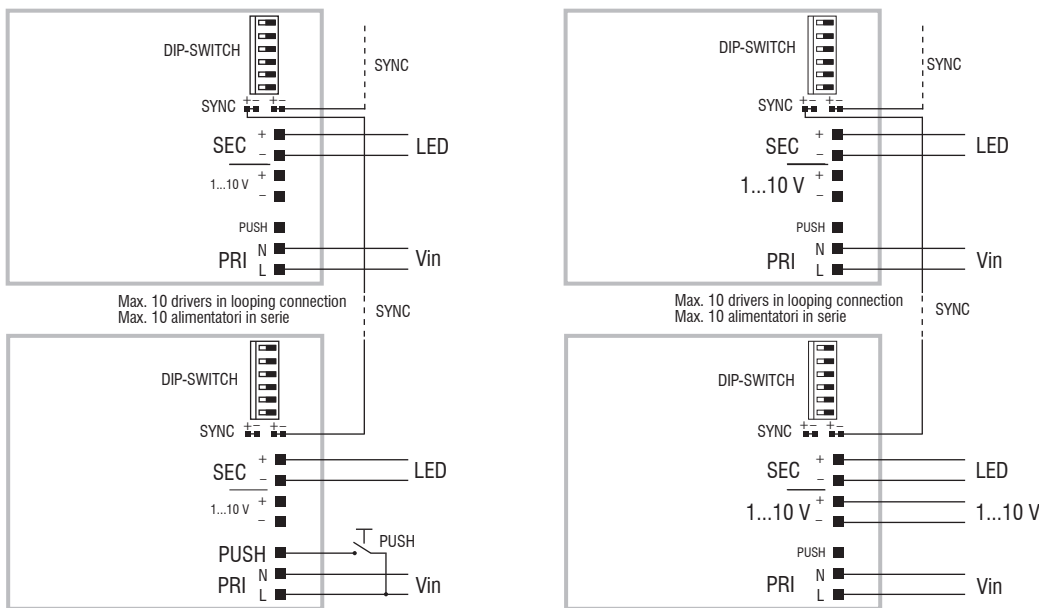 DIP-SWITCH
SYNC
SYNC
+ - + -
SEC + LED
-
1...10 V +
-
PUSH
PRI N Vin
L
Max. 10 drivers in looping connection
Max. 10 alimentatori in serie
SYNC
DIP-SWITCH
SYNC
+ - + -
SEC + LED
-
1...10 V +
-
PUSH PUSH
PRI N Vin
L
DIP-SWITCH
SYNC
SYNC
+ - + -
SEC + LED
-
1...10 V +
-
PUSH
PRI N Vin
L
Max. 10 drivers in looping connection
Max. 10 alimentatori in serie
SYNC
DIP-SWITCH
SYNC
+ - + -
SEC + LED
-
1...10 V + 1...10 V
-
PUSH
PRI N Vin
L